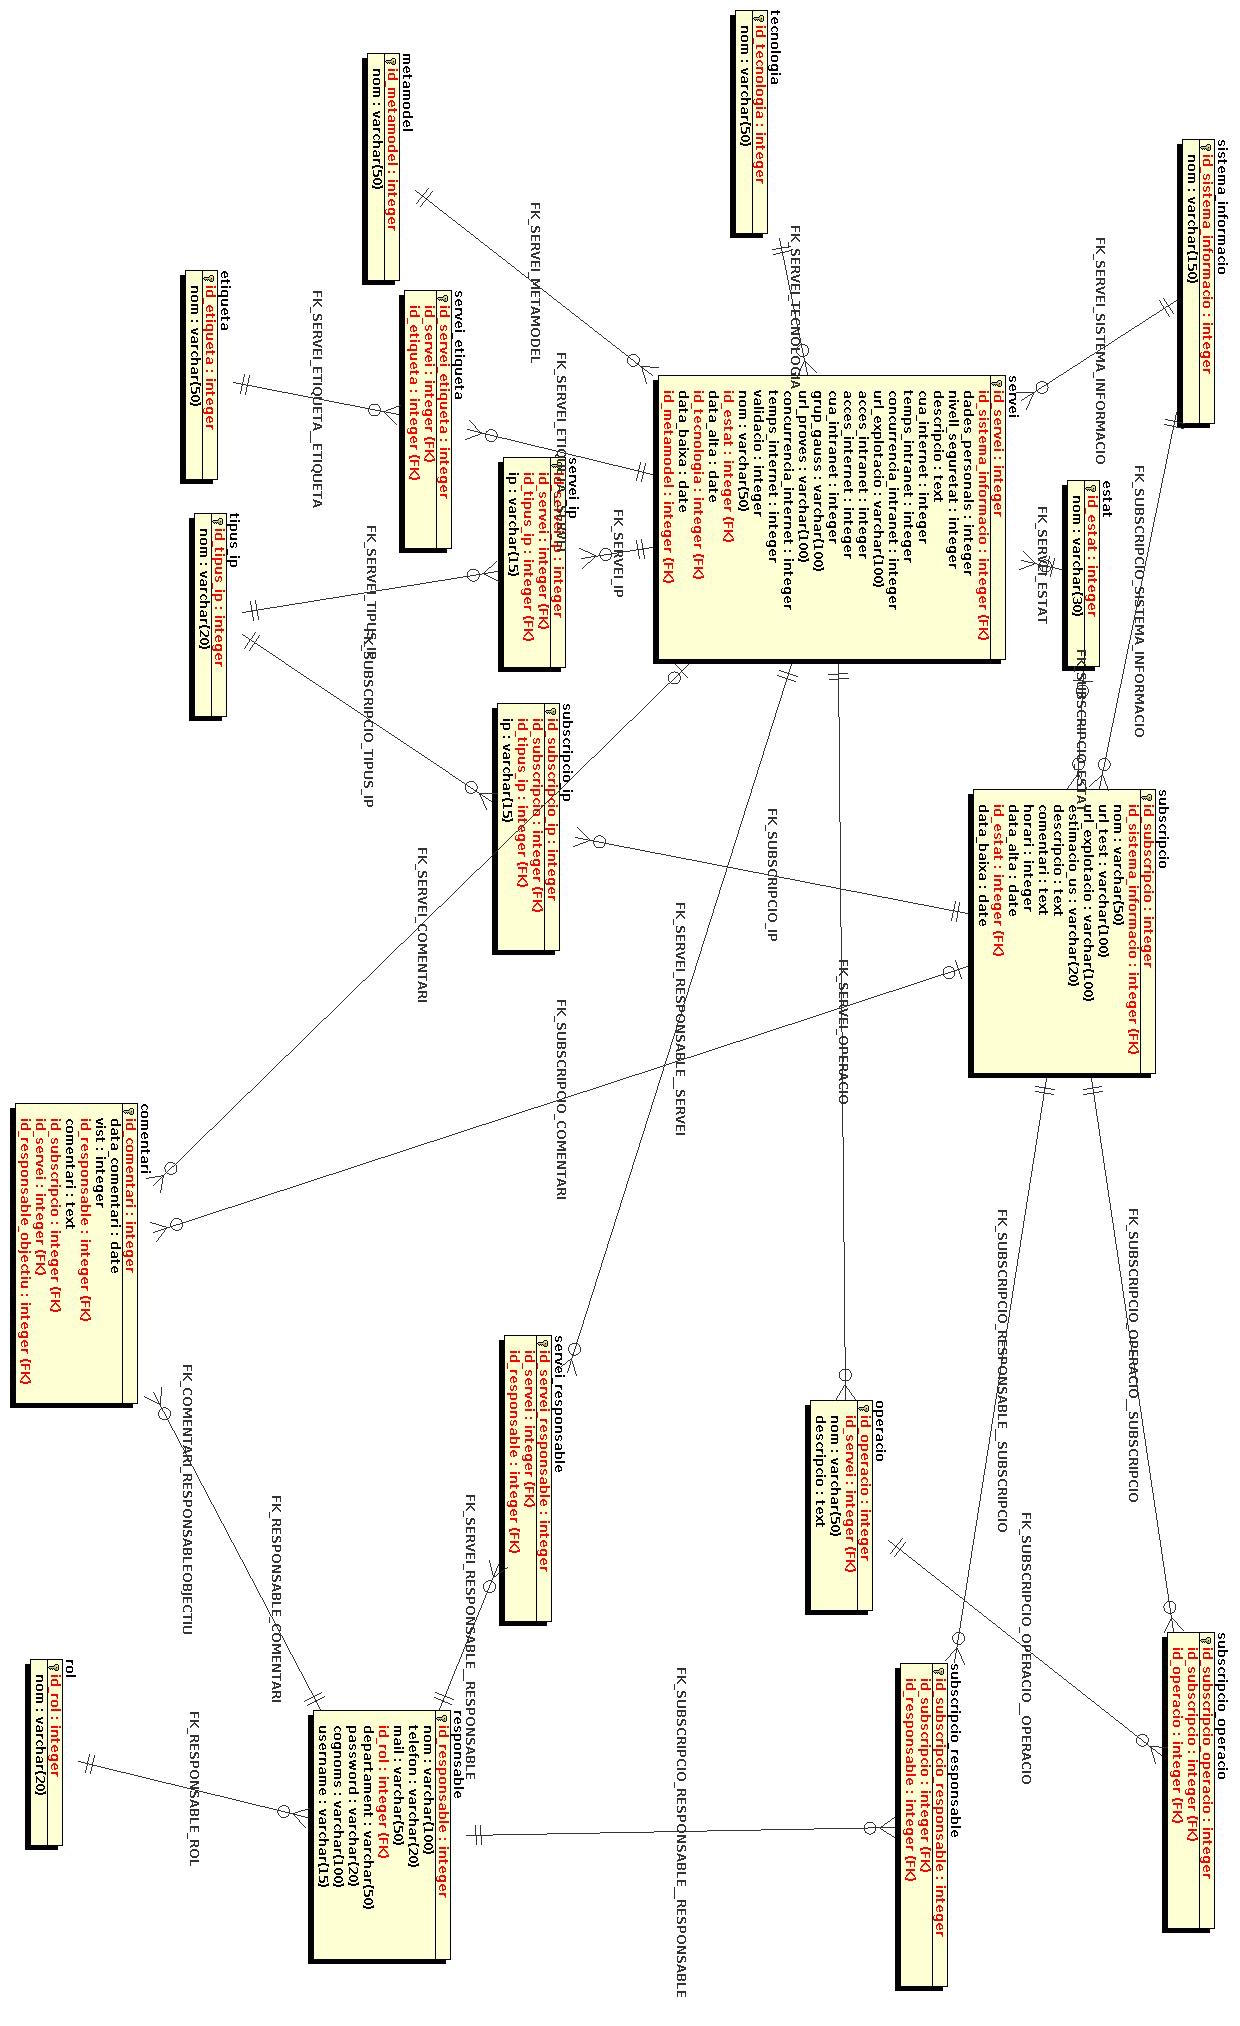 sistema_informacio
id_sistema_informacio : integer
nom : varchar(150)
FK_SERVEI_SISTEMA_INFORMACIO
FK_SUBSCRIPCIO_SISTEMA_INFORMACIO
estat
id_estat : integer
nom : varchar(30)
FK_SERVEI_ESTAT
FK_SUBSCRIPCIO_ESTAT
subscripcio
id_subscripcio : integer
id_sistema_informacio : integer (FK)
nom : varchar(50)
url_test : varchar(100)
url_explotacio : varchar(100)
estimacio_us : varchar(20)
descripcio : text
comentari : text
horari : integer
data_alta : date
id_estat : integer (FK)
data_baixa : date
FK_SUBSCRIPCIO_OPERACIO__SUBSCRIPCIO
FK_SUBSCRIPCIO_RESPONSABLE__SUBSCRIPCIO
FK_SUBSCRIPCIO_OPERACIO__OPERACIO
subscripcio_operacio
id_subscripcio_operacio : integer
id_subscripcio : integer (FK)
id_operacio : integer (FK)
tecnologia
id_tecnologia : integer
nom : varchar(50)
FK_SERVEI_TECNOLOGIA
servei
id_servei : integer
id_sistema_informacio : integer (FK)
dades_personals : integer
nivell_seguretat : integer
descripcio : text
cua_internet : integer
temps_intranet : integer
concurrencia_intranet : integer
url_explotacio : varchar(100)
acces_intranet : integer
acces_internet : integer
cua_intranet : integer
grup_gauss : varchar(100)
url_proves : varchar(100)
concurrencia_internet : integer
temps_internet : integer
validacio : integer
nom : varchar(50)
id_estat : integer (FK)
data_alta : date
id_tecnologia : integer (FK)
data_baixa : date
id_metamodel : integer (FK)
FK_SERVEI_OPERACIO
operacio
id_operacio : integer
id_servei : integer (FK)
nom : varchar(50)
descripcio : text
subscripcio_responsable
id_subscripcio_responsable : integer
id_subscripcio : integer (FK)
id_responsable : integer (FK)
FK_SUBSCRIPCIO_IP
FK_SERVEI_RESPONSABLE__SERVEI
FK_SUBSCRIPCIO_RESPONSABLE__RESPONSABLE
FK_SERVEI_IP
FK_SERVEI_METAMODEL
servei_ip
id_servei_ip : integer
id_servei : integer (FK)
id_tipus_ip : integer (FK)
ip : varchar(15)
subscripcio_ip
id_subscripcio_ip : integer
id_subscripcio : integer (FK)
id_tipus_ip : integer (FK)
ip : varchar(15)
FK_SUBSCRIPCIO_COMENTARI
servei_responsable
id_servei_responsable : integer
id_servei : integer (FK)
id_responsable : integer (FK)
FK_SERVEI_RESPONSABLE__RESPONSABLE
metamodel
id_metamodel : integer
nom : varchar(50)
servei_etiqueta
id_servei_etiqueta : integer
id_servei : integer (FK)
id_etiqueta : integer (FK)
FK_SERVEI_COMENTARI
responsable
id_responsable : integer
nom : varchar(100)
telefon : varchar(20)
mail : varchar(50)
id_rol : integer (FK)
departament : varchar(50)
password : varchar(20)
cognoms : varchar(100)
username : varchar(15)
FK_SERVEI_ETIQUETA__ETIQUETA
FK_SERVEI_TIPUS_IP
FK_SUBSCRIPCIO_TIPUS_IP
FK_RESPONSABLE_COMENTARI
etiqueta
id_etiqueta : integer
nom : varchar(50)
tipus_ip
id_tipus_ip : integer
nom : varchar(20)
FK_COMENTARI_RESPONSABLEOBJECTIU
FK_RESPONSABLE_ROL
comentari
id_comentari : integer
data_comentari : date
vist : integer
id_responsable : integer (FK)
comentari : text
id_subscripcio : integer (FK)
id_servei : integer (FK)
id_responsable_objectiu : integer (FK)
rol
id_rol : integer
nom : varchar(20)